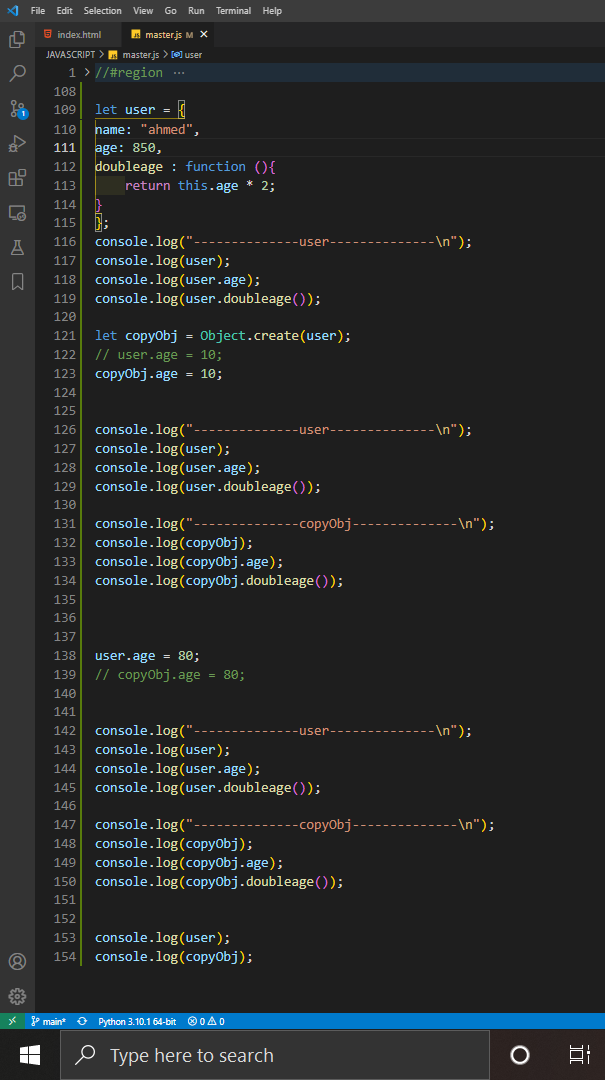 File Edit Selection View Go Run Terminal Help
index.html master.js M
JAVASCRIPT > master.js > user
1 > //#region ···
108
109 let user = {
110 name: "ahmed",
111 age: 850,
112 doubleage : function (){
113 return this.age * 2;
114 }
115 };
116 console.log("--------------user--------------\n");
117 console.log(user);
118 console.log(user.age);
119 console.log(user.doubleage());
120
121 let copyObj = Object.create(user);
122 // user.age = 10;
123 copyObj.age = 10;
124
125
126 console.log("--------------user--------------\n");
127 console.log(user);
128 console.log(user.age);
129 console.log(user.doubleage());
130
131 console.log("--------------copyObj--------------\n");
132 console.log(copyObj);
133 console.log(copyObj.age);
134 console.log(copyObj.doubleage());
135
136
137
138 user.age = 80;
139 // copyObj.age = 80;
140
141
142 console.log("--------------user--------------\n");
143 console.log(user);
144 console.log(user.age);
145 console.log(user.doubleage());
146
147 console.log("--------------copyObj--------------\n");
148 console.log(copyObj);
149 console.log(copyObj.age);
150 console.log(copyObj.doubleage());
151
152
153 console.log(user);
154 console.log(copyObj);
1
main* Python 3.10.1 64-bit 0 0
Type here to search